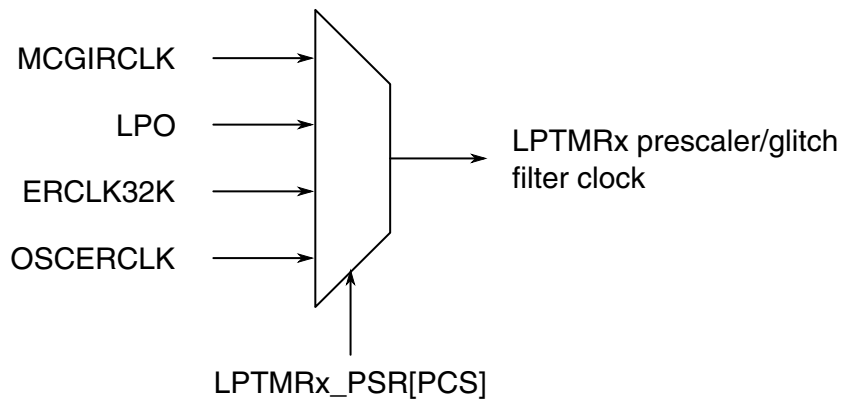 MCGIRCLK
LPO
ERCLK32K
OSCERCLK
LPTMRx prescaler/glitch
filter clock
LPTMRx_PSR[PCS]